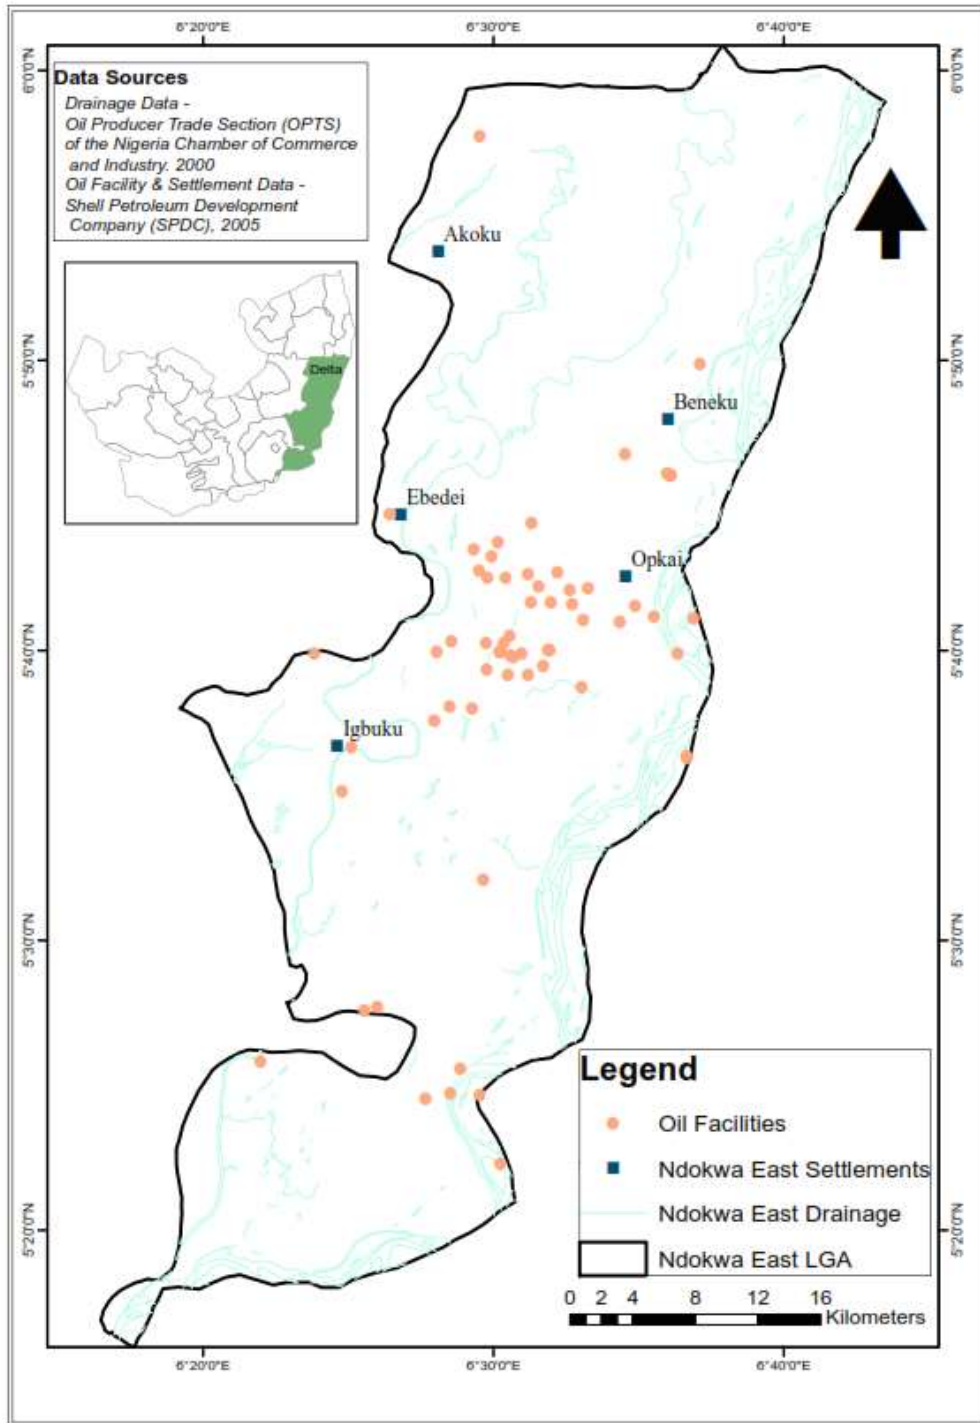 6°20'0"E 6°30'0"E 6°40'0"E
6°0'0"N 6°0'0"N
Data Sources
Drainage Data -
Oil Producer Trade Section (OPTS)
of the Nigeria Chamber of Commerce
and Industry. 2000
Oil Facility & Settlement Data -
Shell Petroleum Development
Company (SPDC), 2005
Akoku
5°50'0"N 5°50'0"N
Delta
Beneku
Ebedei
Opkai
5°40'0"N 5°40'0"N
Igbuku
5°30'0"N 5°30'0"N
Legend
Oil Facilities
Ndokwa East Settlements
Ndokwa East Drainage
Ndokwa East LGA
5°20'0"N 5°20'0"N
0 2 4 8 12 16
Kilometers
6°20'0"E 6°30'0"E 6°40'0"E